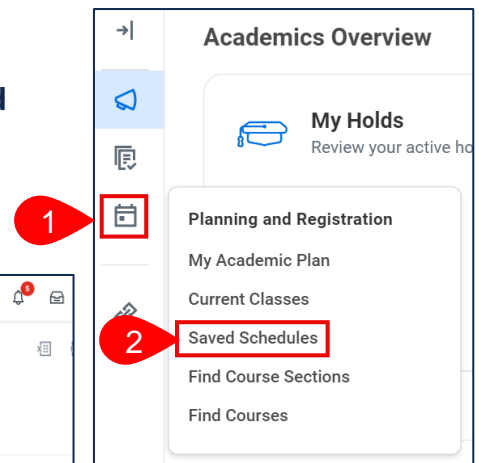 Academics Overview
My Holds
Review your active ho
1
Planning and Registration
My Academic Plan
Current Classes
2
Saved Schedules
Find Course Sections
Find Courses